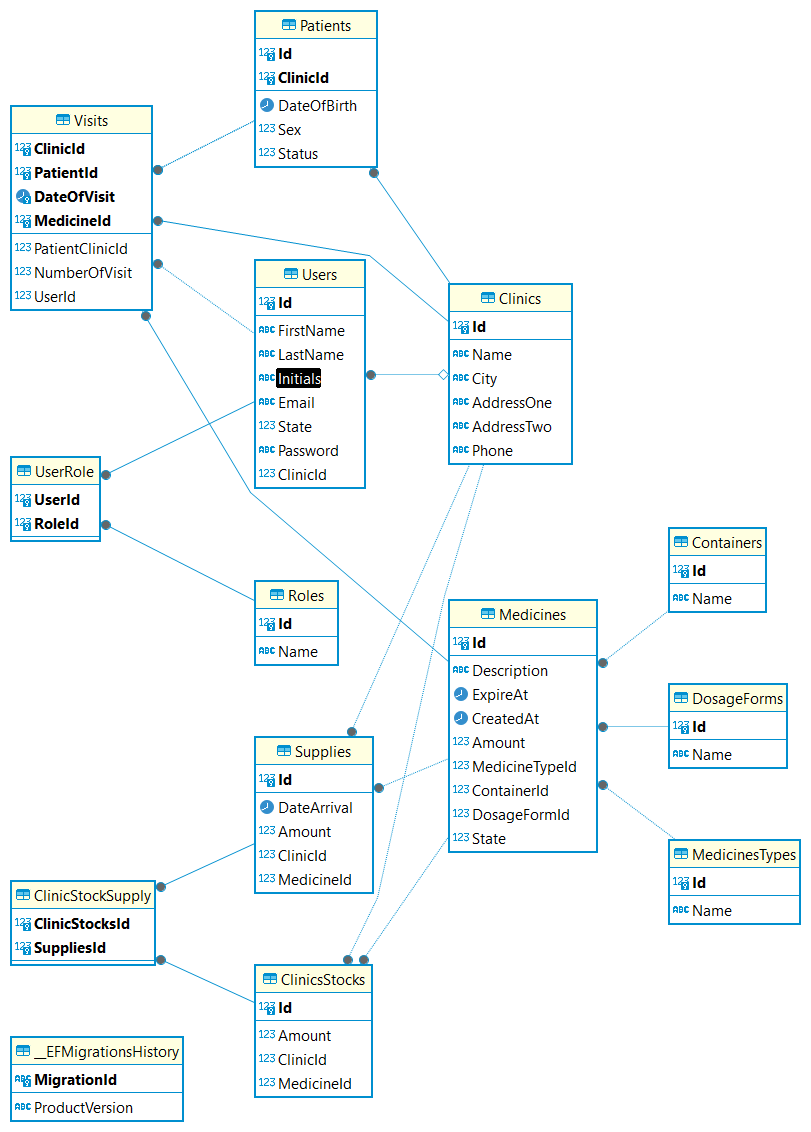 Patients
123 Id
123 ClinicId
DateOfBirth
123 Sex
123 Status
Visits
123 ClinicId
123 PatientId
DateOfVisit
123 MedicineId
123 PatientClinicId
123 NumberOfVisit
123 UserId
Users
123 Id
ABC FirstName
ABC LastName
ABC Initials
ABC Email
123 State
ABC Password
123 ClinicId
Clinics
123 Id
ABC Name
ABC City
ABC AddressOne
ABC AddressTwo
ABC Phone
UserRole
123 UserId
123 RoleId
Roles
123 Id
ABC Name
Containers
123 Id
ABC Name
Medicines
123 Id
ABC Description
ExpireAt
CreatedAt
123 Amount
123 MedicineTypeId
123 ContainerId
123 DosageFormId
123 State
DosageForms
123 Id
ABC Name
Supplies
123 Id
DateArrival
123 Amount
123 ClinicId
123 MedicineId
MedicinesTypes
123 Id
ABC Name
ClinicStockSupply
123 ClinicStocksId
123 SuppliesId
ClinicsStocks
123 Id
123 Amount
123 ClinicId
123 MedicineId
__EFMigrationsHistory
ABC MigrationId
ABC ProductVersion